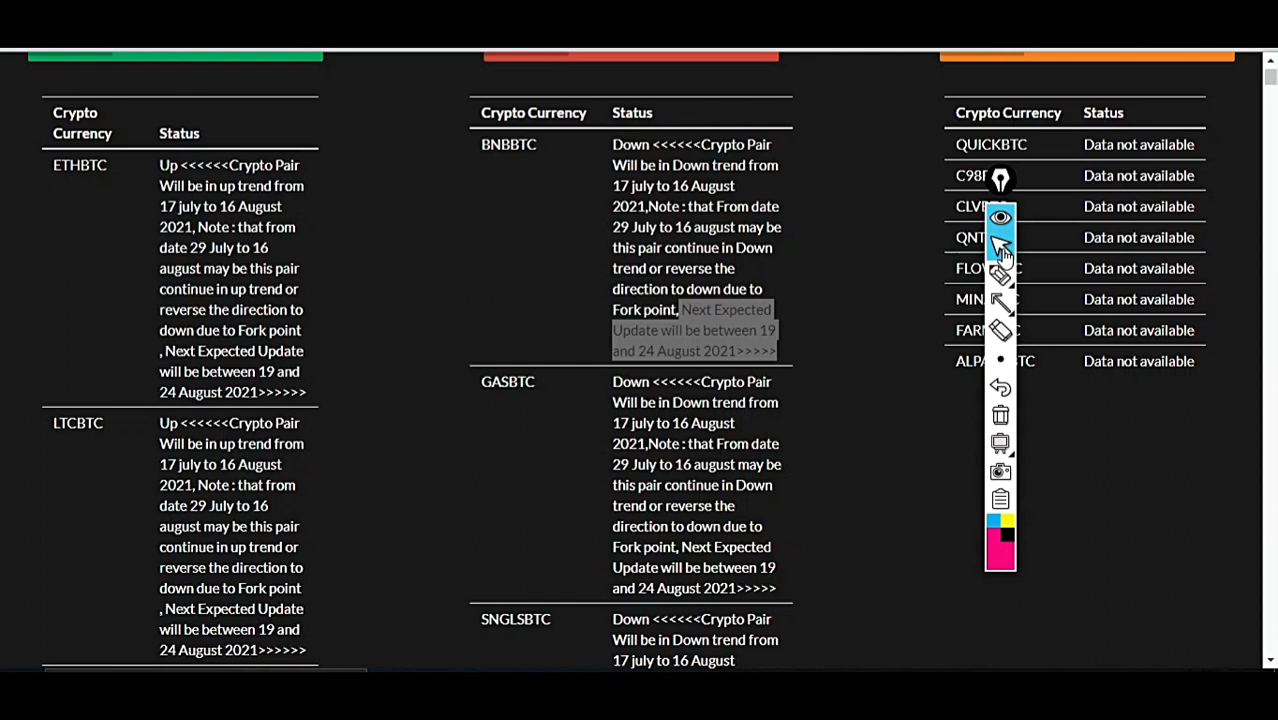 Crypto
Currency
Status
ETHBTC
Up <<<<<<Crypto Pair
Will be in up trend from
17 july to 16 August
2021, Note : that from
date 29 July to 16
august may be this pair
continue in up trend or
reverse the direction to
down due to Fork point
, Next Expected Update
will be between 19 and
24 August 2021>>>>>>
LTCBTC
Up <<<<<<Crypto Pair
Will be in up trend from
17 july to 16 August
2021, Note : that from
date 29 July to 16
august may be this pair
continue in up trend or
reverse the direction to
down due to Fork point
, Next Expected Update
will be between 19 and
24 August 2021>>>>>>
Crypto Currency
Status
BNBBTC
Down <<<<<<Crypto Pair
Will be in Down trend from
17 july to 16 August
2021,Note : that From date
29 July to 16 august may be
this pair continue in Down
trend or reverse the
direction to down due to
Fork point, Next Expected
Update will be between 19
and 24 August 2021>>>>>
GASBTC
Down <<<<<<Crypto Pair
Will be in Down trend from
17 july to 16 August
2021,Note : that From date
29 July to 16 august may be
this pair continue in Down
trend or reverse the
direction to down due to
Fork point, Next Expected
Update will be between 19
and 24 August 2021>>>>>
SNGLSBTC
Down <<<<<<Crypto Pair
Will be in Down trend from
17 july to 16 August
Crypto Currency Status
QUICKBTC Data not available
Data not available
Data not available
Data not available
Data not available
Data not available
Data not available
Data not available